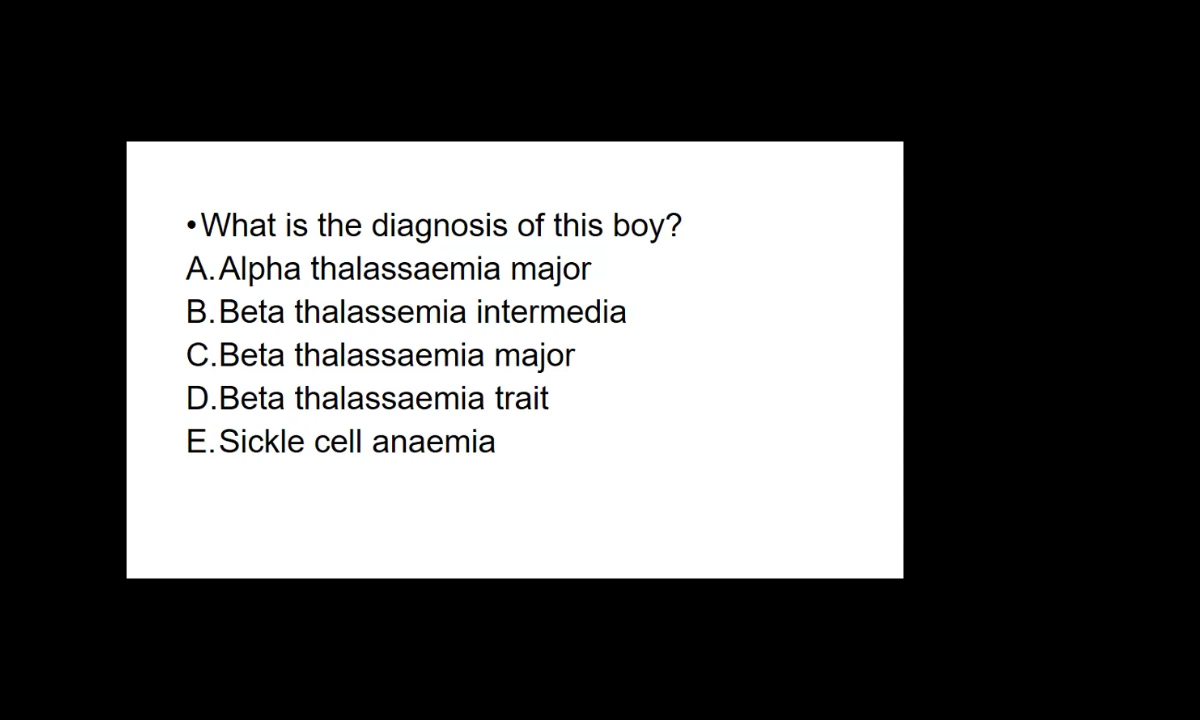 •What is the diagnosis of this boy?
A.Alpha thalassaemia major
B.Beta thalassemia intermedia
C.Beta thalassaemia major
D.Beta thalassaemia trait
E.Sickle cell anaemia